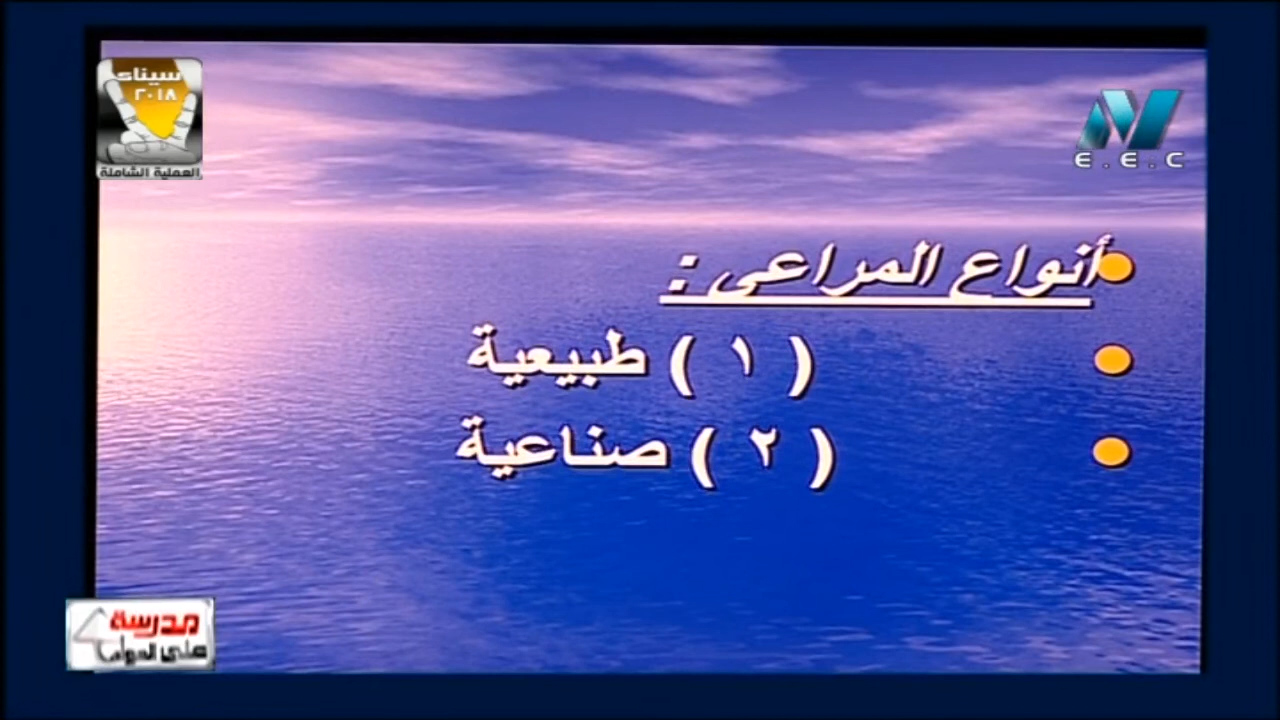 سيناء
٢٠١٨
العملية الشاملة
E.E.C
أنواع المراعى :
( ١ ) طبيعية
( ٢ ) صناعية
مدرسة
على الهواء